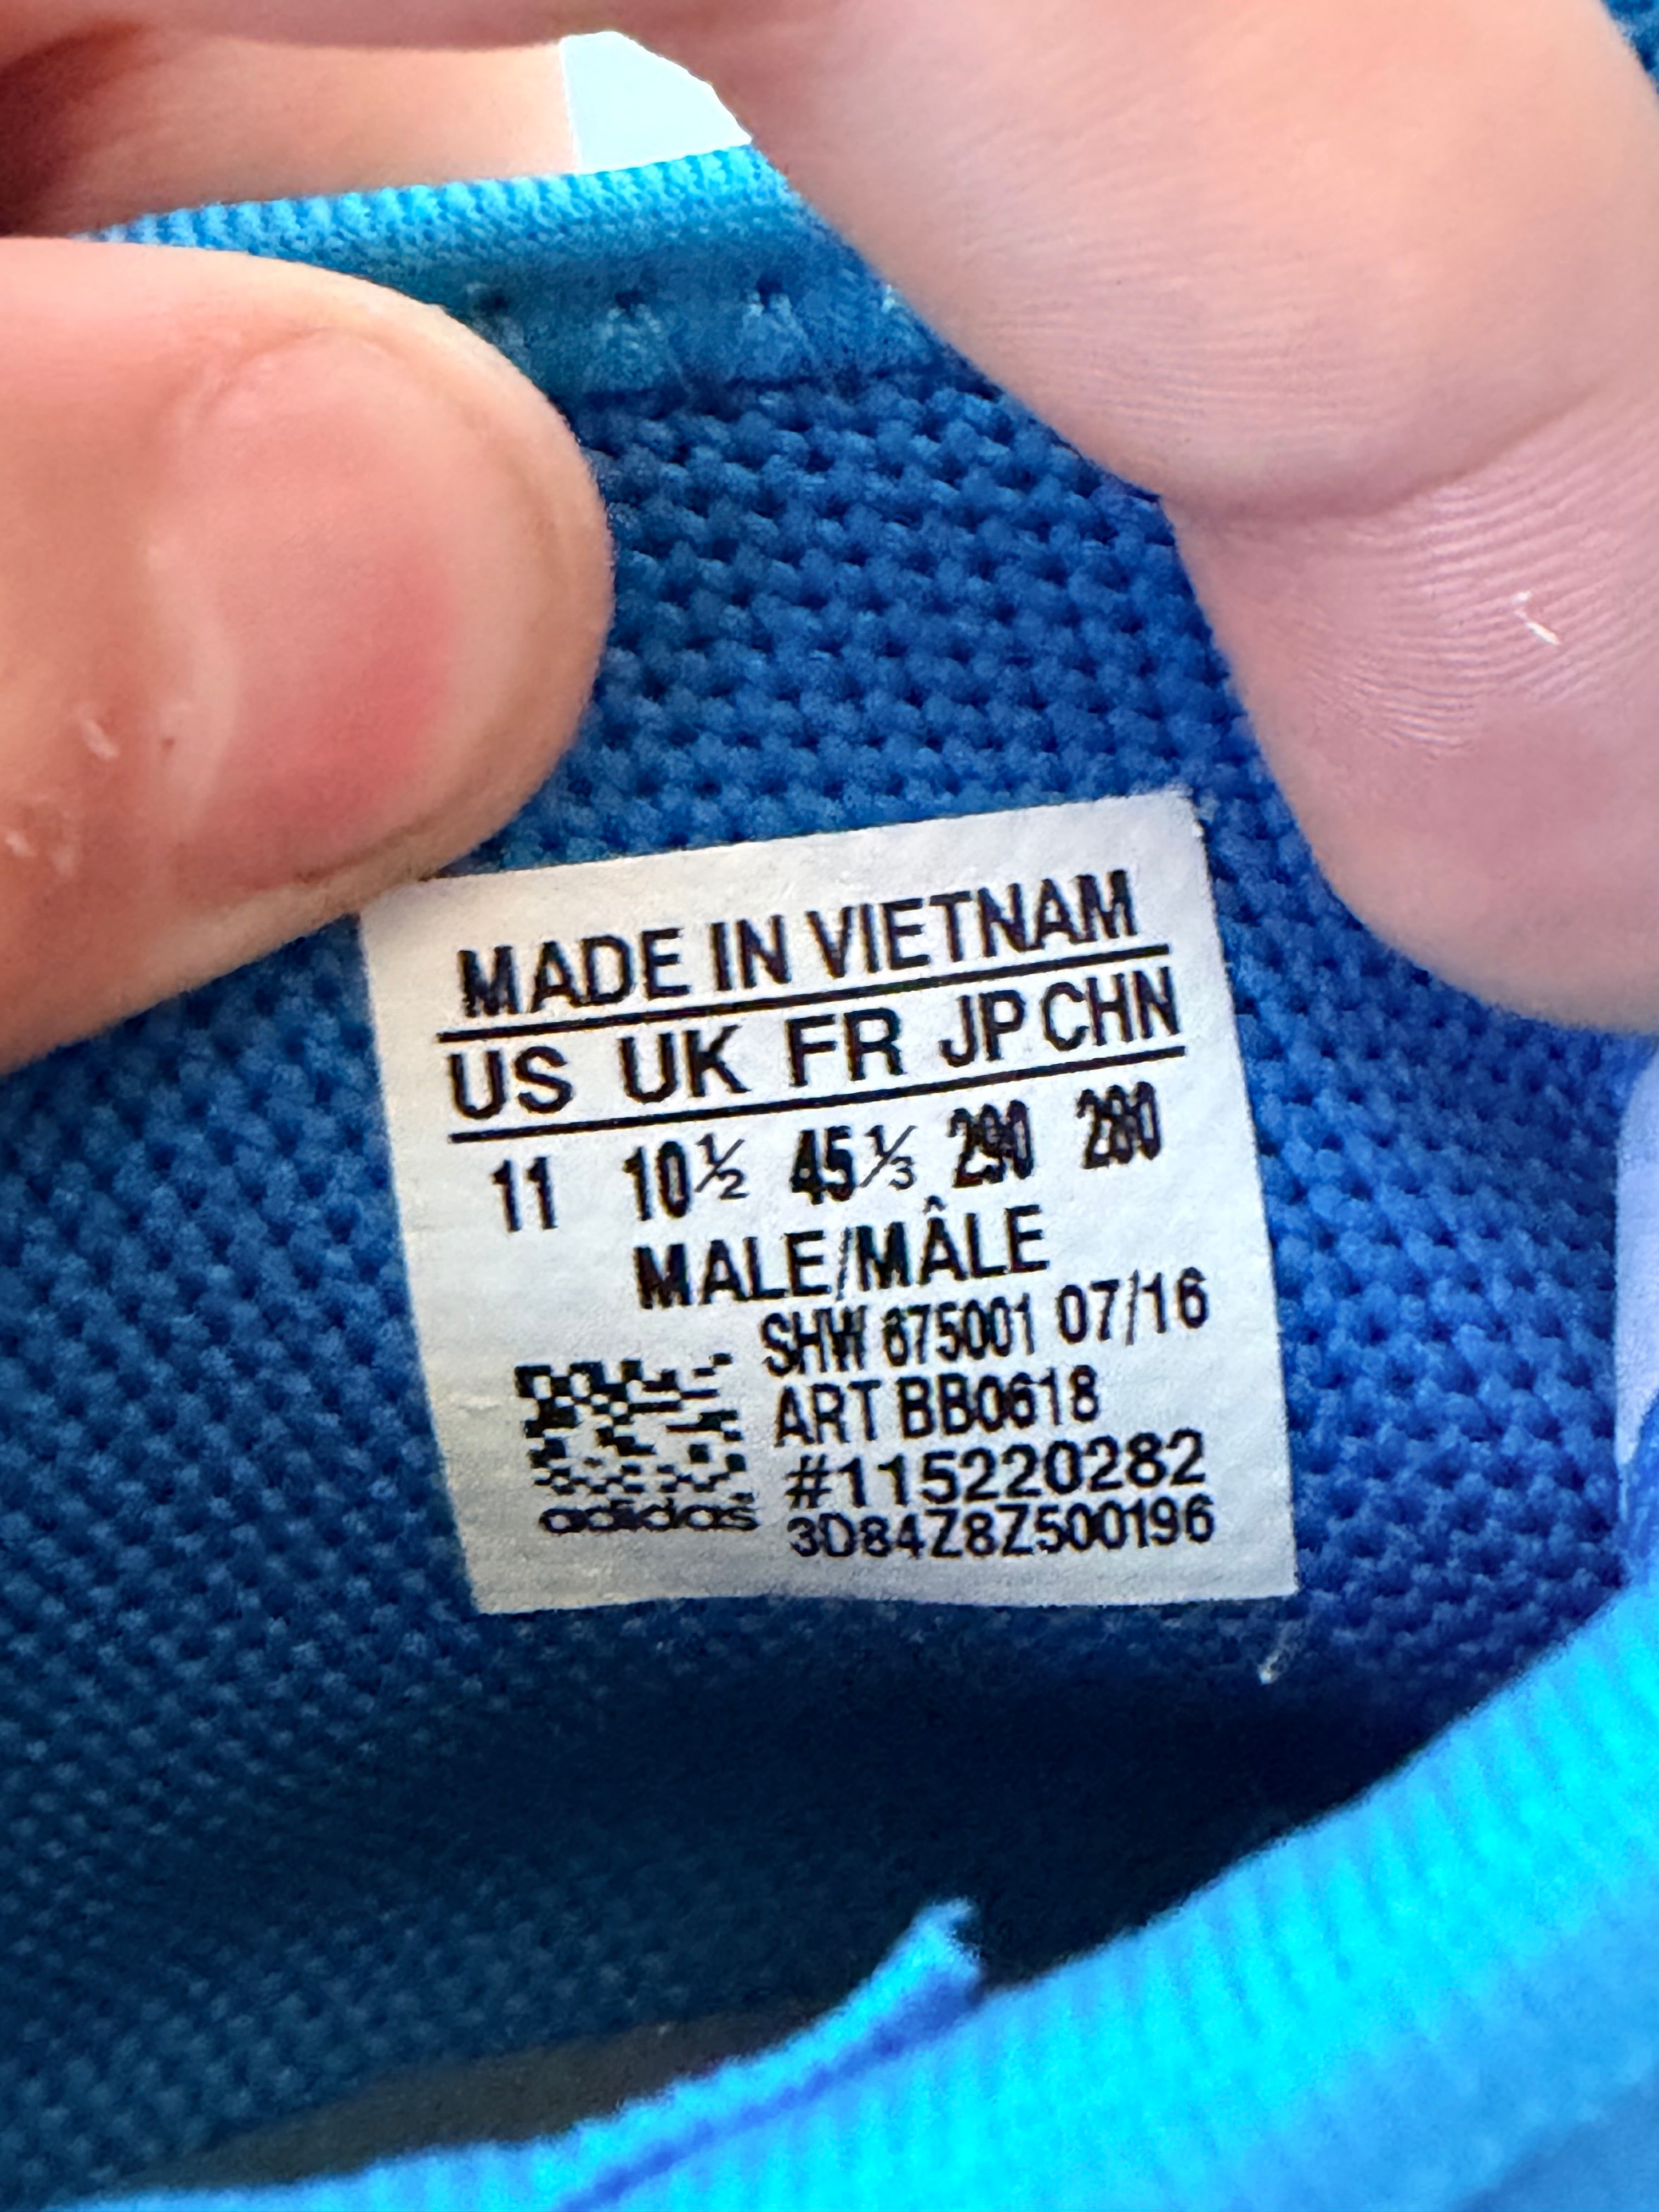 MADE IN VIETNAM
US UK FR JP CHN
11 10½ 45⅓ 290 280
MALE/MÂLE
SHW 675001 07/16
ART BB0618
#115220282
adidas 3D84Z8Z500196